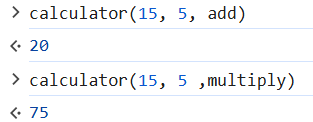 > calculator(15, 5, add)
<· 20
> calculator(15, 5 ,multiply)
<· 75